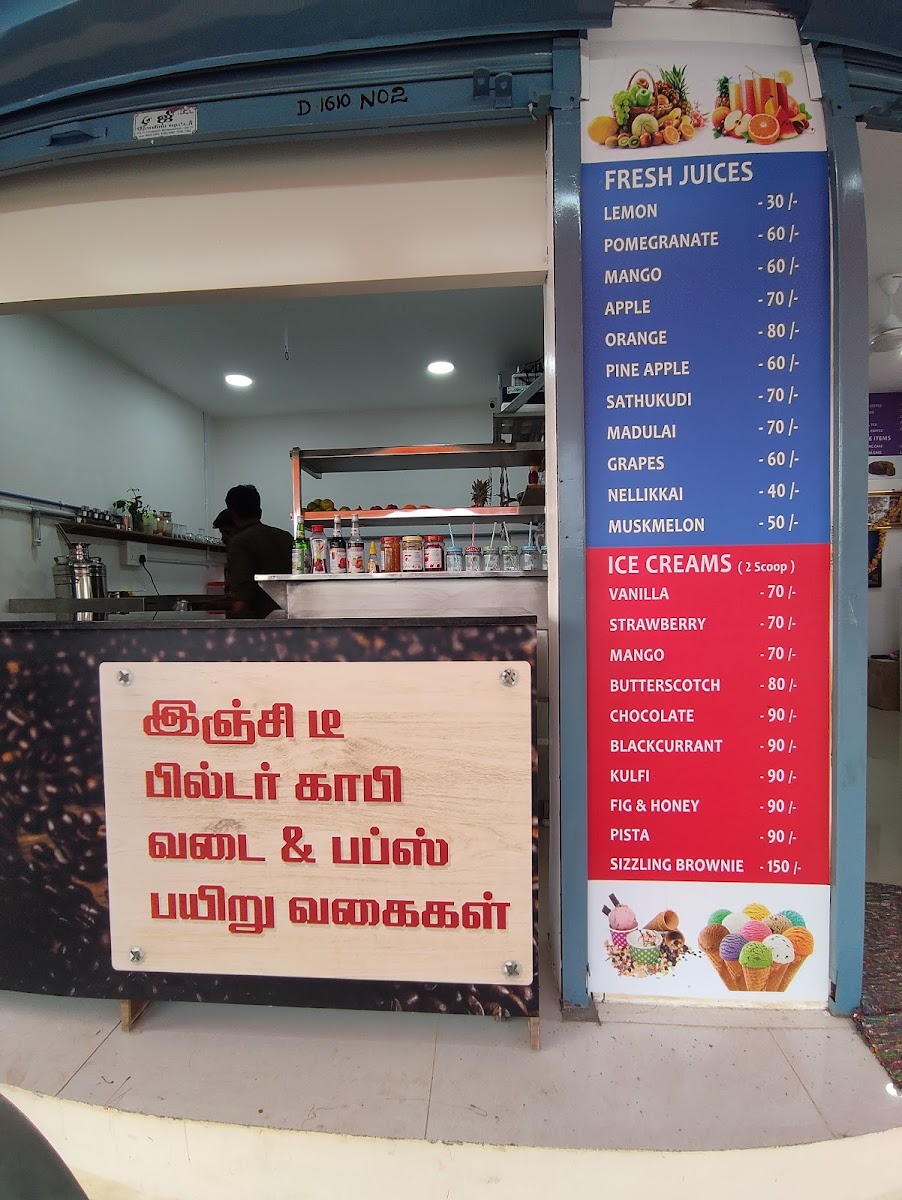 D 1610 NO2
FRESH JUICES
LEMON - 30 /-
POMEGRANATE - 60 /-
MANGO - 60 /-
APPLE - 70 /-
ORANGE - 80 /-
PINE APPLE - 60 /-
SATHUKUDI - 70 /-
MADULAI - 70 /-
GRAPES - 60 /-
NELLIKKAI - 40 /-
MUSKMELON - 50 /-
ICE CREAMS ( 2 Scoop )
VANILLA - 70 /-
STRAWBERRY - 70 /-
MANGO - 70 /-
BUTTERSCOTCH - 80 /-
CHOCOLATE - 90 /-
BLACKCURRANT - 90 /-
KULFI - 90 /-
FIG & HONEY - 90 /-
PISTA - 90 /-
SIZZLING BROWNIE - 150 /-
இஞ்சி டீ
பில்டர் காபி
வடை & பப்ஸ்
பயிறு வகைகள்
ITEMS